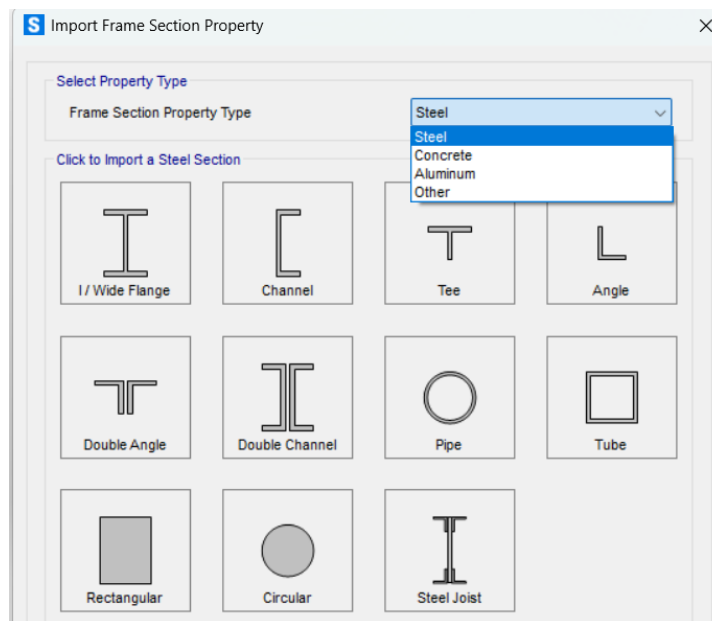 S Import Frame Section Property
Select Property Type
Frame Section Property Type Steel
Steel
Concrete
Aluminum
Other
Click to Import a Steel Section
I / Wide Flange Channel Tee Angle
Double Angle Double Channel Pipe Tube
Rectangular Circular Steel Joist